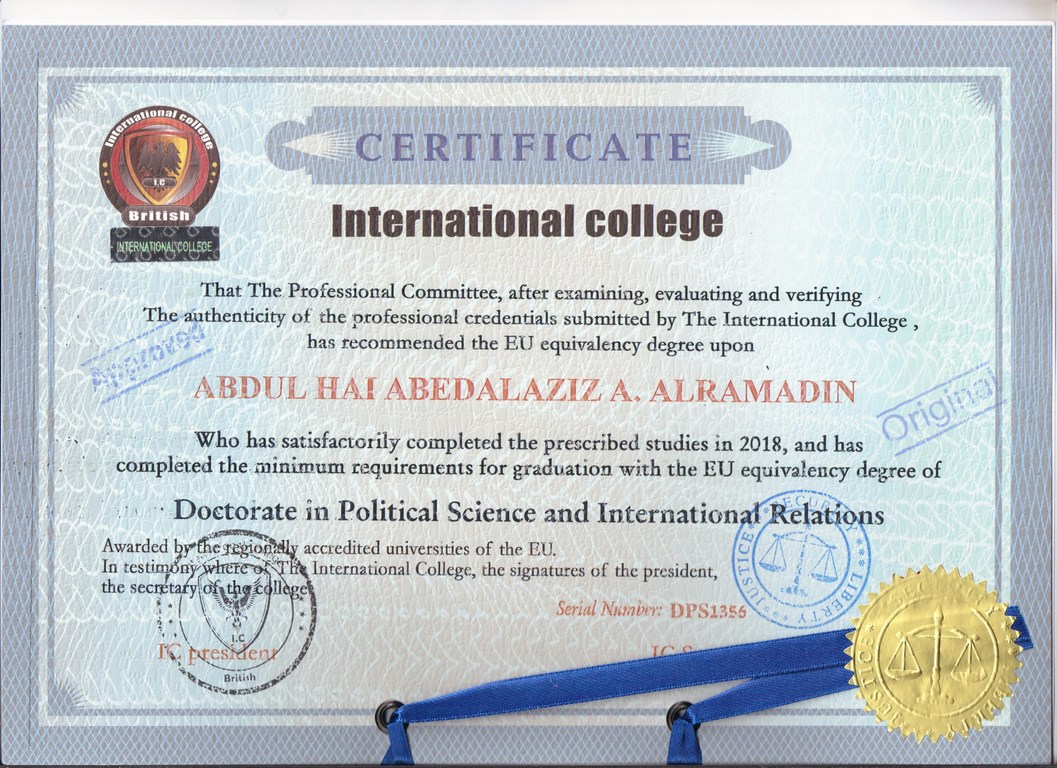 International college
I.C
British
INTERNATIONAL COLLEGE
CERTIFICATE
International college
That The Professional Committee, after examining, evaluating and verifying
The authenticity of the professional credentials submitted by The International College ,
has recommended the EU equivalency degree upon
Approved
ABDUL HAI ABEDALAZIZ A. ALRAMADIN
Original
Who has satisfactorily completed the prescribed studies in 2018, and has
completed the minimum requirements for graduation with the EU equivalency degree of
Doctorate in Political Science and International Relations
Awarded by the regionally accredited universities of the EU.
In testimony where of The International College, the signatures of the president,
the secretary of the college
Serial Number: DPS1356
SECURITY
JUSTICE
LIBERTY
IC president
I.C
British
IC
JUSTICE